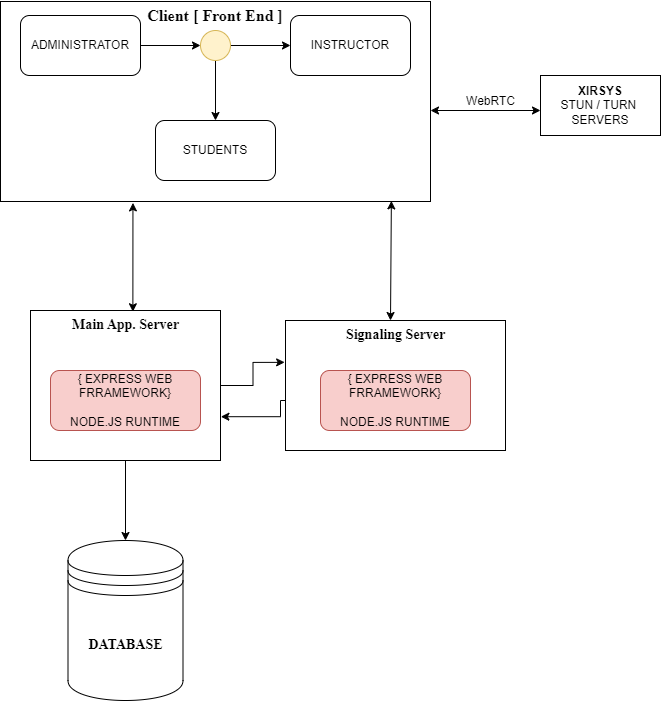 Client [ Front End ]
ADMINISTRATOR
INSTRUCTOR
STUDENTS
WebRTC
XIRSYS
STUN / TURN
SERVERS
Main App. Server
{ EXPRESS WEB
FRRAMEWORK}
NODE.JS RUNTIME
Signaling Server
{ EXPRESS WEB
FRRAMEWORK}
NODE.JS RUNTIME
DATABASE